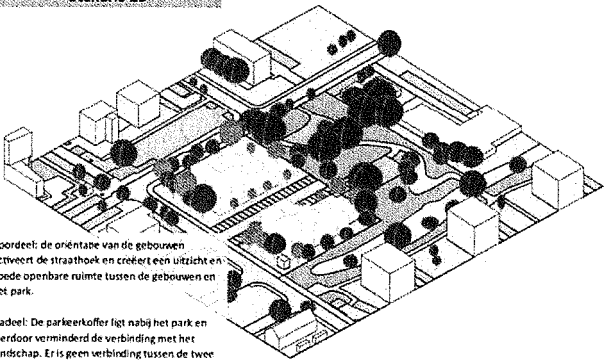 oordeel: de oriëntatie van de gebouwen
ctiveert de straathoek en creëert een uitzicht en
oede openbare ruimte tussen de gebouwen en
et park.
adeel: De parkeerkoffer ligt nabij het park en
erdoor verminderd de verbinding met het
ndschap. Er is geen verbinding tussen de twee